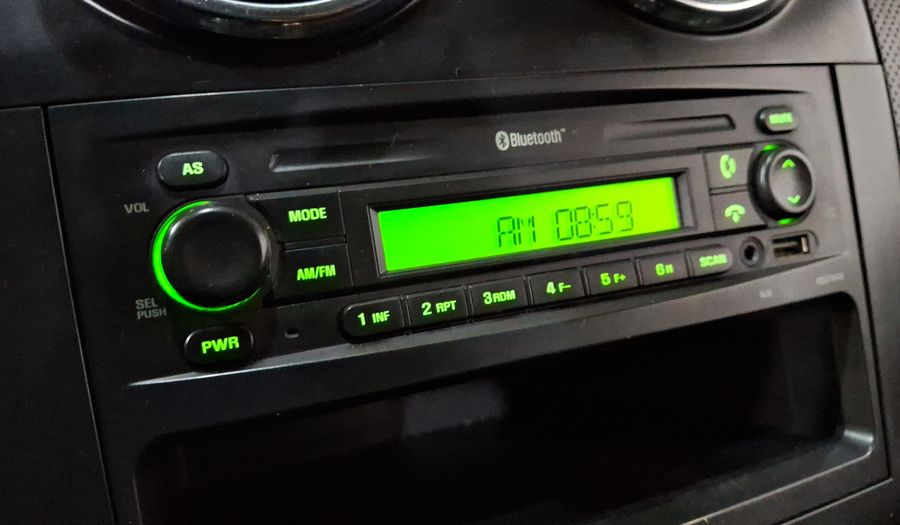 Bluetooth™
MUTE
AS
VOL
MODE
AM 08:59
AM/FM
SEL
PUSH
1 INF
2 RPT
3 RDM
4 F-
5 F+
6 M
SCAN
PWR